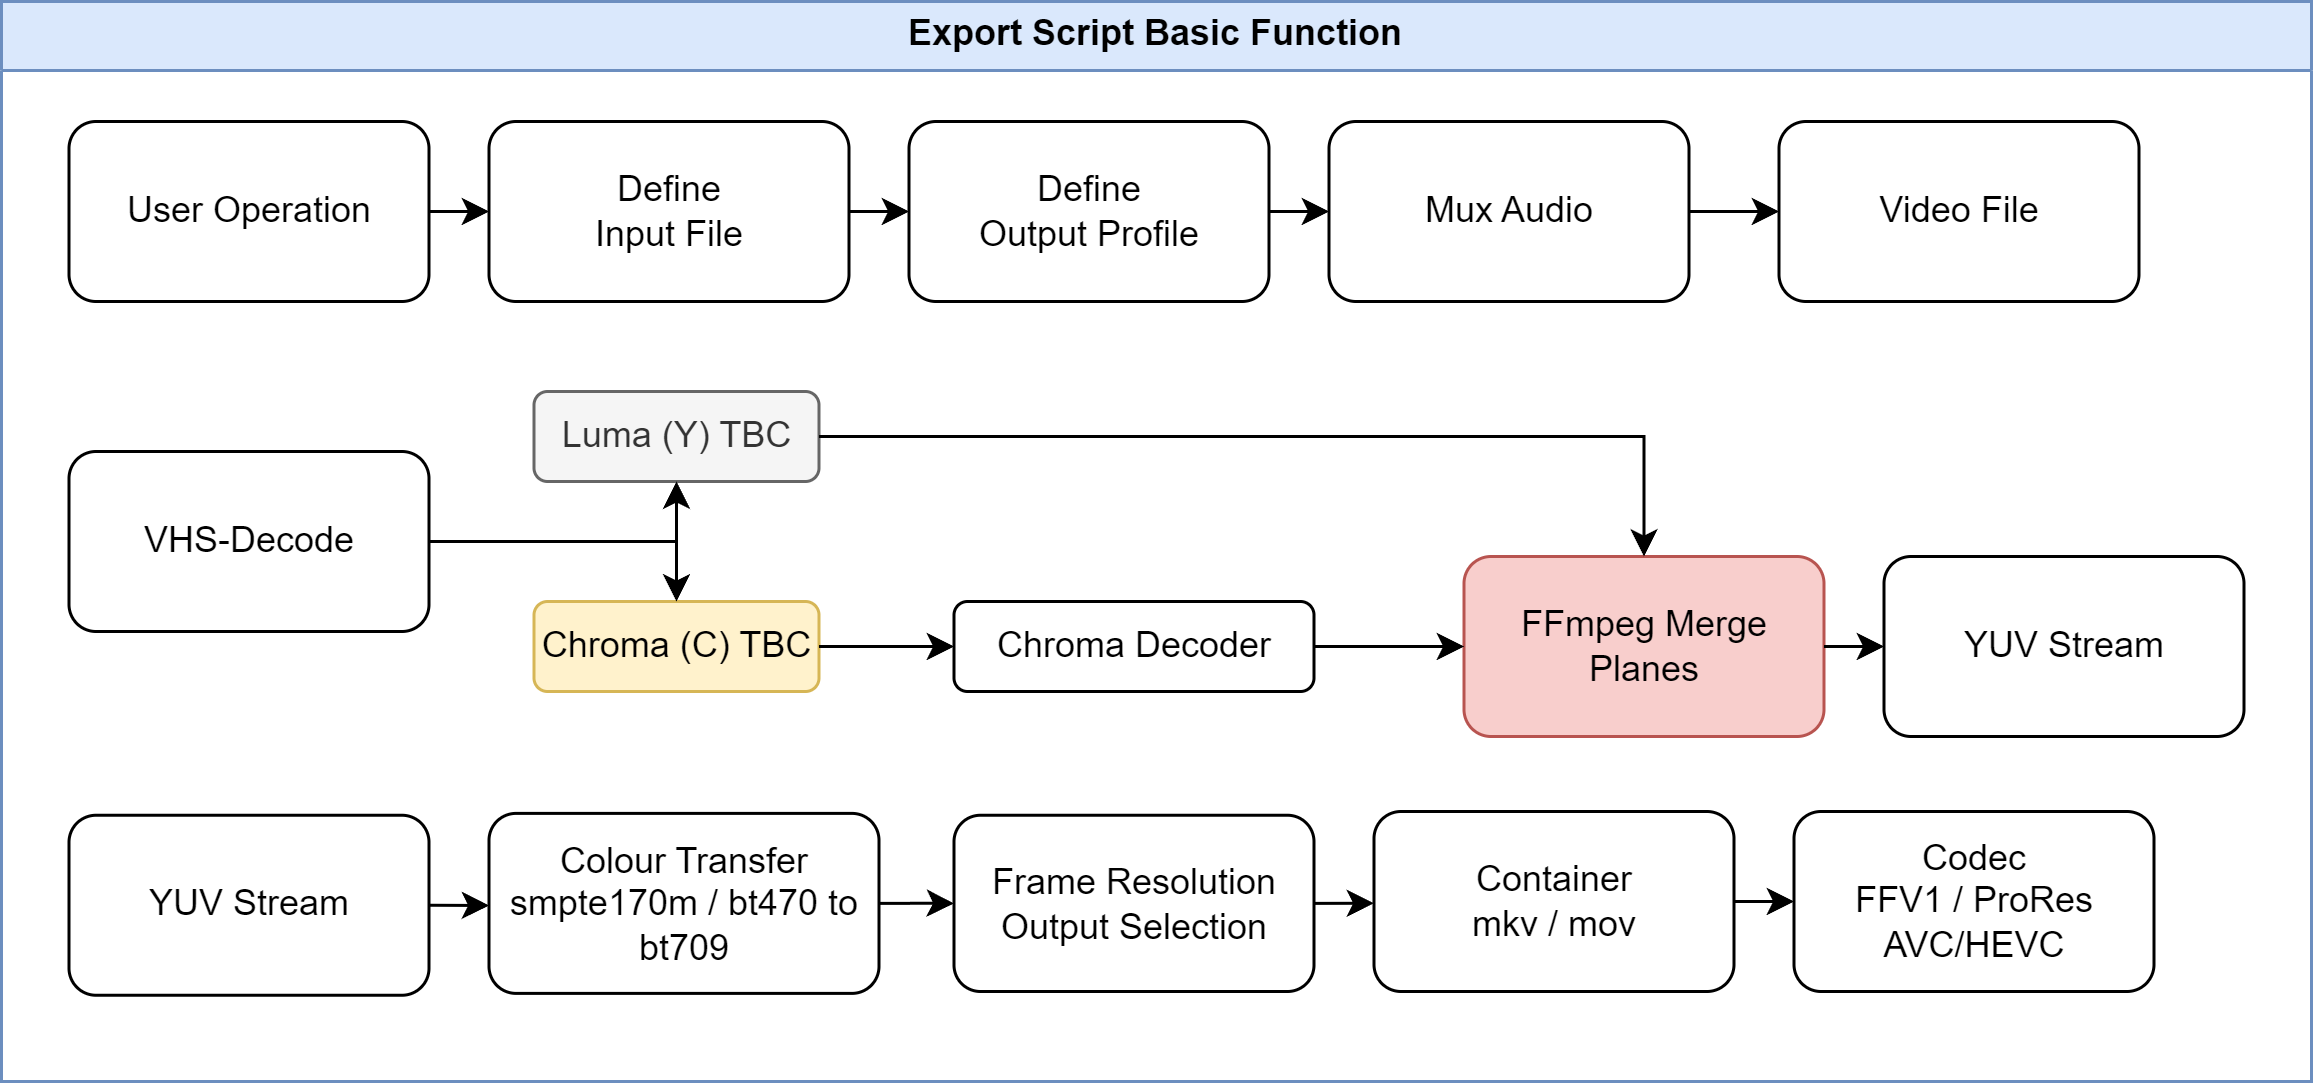 Export Script Basic Function
User Operation
Define
Input File
Define
Output Profile
Mux Audio
Video File
VHS-Decode
Luma (Y) TBC
Chroma (C) TBC
Chroma Decoder
FFmpeg Merge
Planes
YUV Stream
YUV Stream
Colour Transfer
smpte170m / bt470 to
bt709
Frame Resolution
Output Selection
Container
mkv / mov
Codec
FFV1 / ProRes
AVC/HEVC